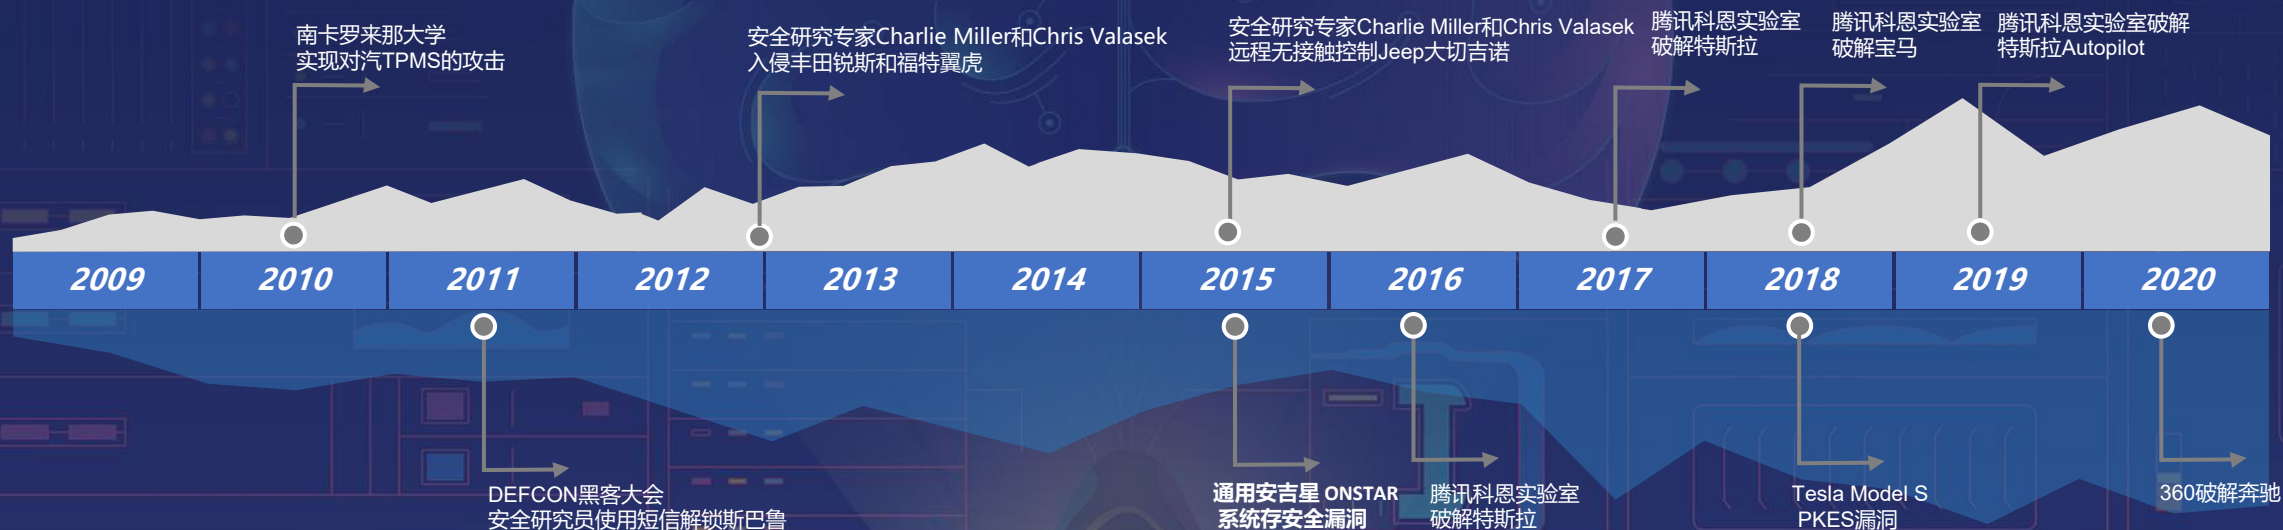 南卡罗来那大学
实现对汽TPMS的攻击
安全研究专家Charlie Miller和Chris Valasek
入侵丰田锐斯和福特翼虎
安全研究专家Charlie Miller和Chris Valasek
远程无接触控制Jeep大切吉诺
腾讯科恩实验室
破解特斯拉
腾讯科恩实验室
破解宝马
腾讯科恩实验室破解
特斯拉Autopilot
2009
2010
2011
2012
2013
2014
2015
2016
2017
2018
2019
2020
DEFCON黑客大会
安全研究员使用短信解锁斯巴鲁
通用安吉星 ONSTAR
系统存安全漏洞
腾讯科恩实验室
破解特斯拉
Tesla Model S
PKES漏洞
360破解奔驰